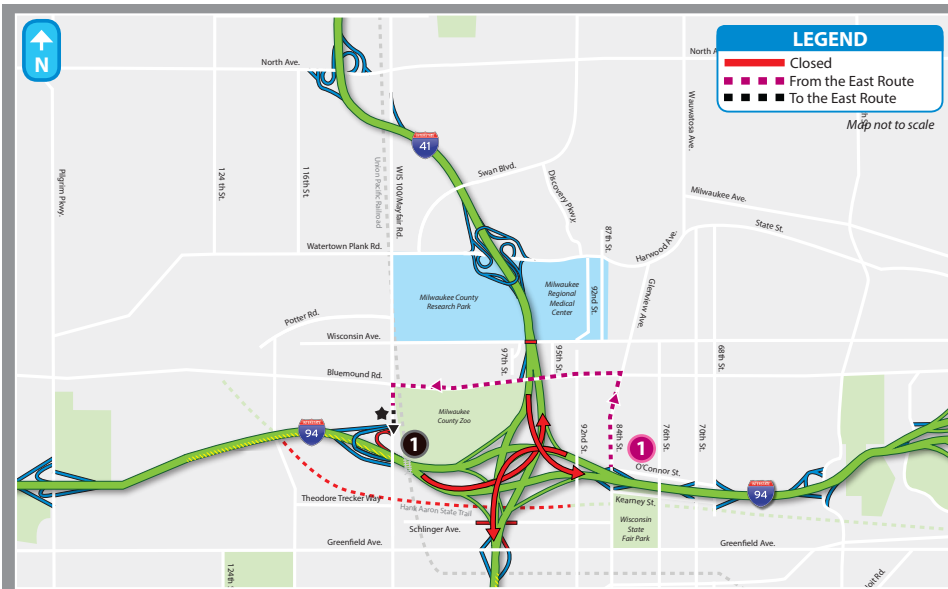 N
LEGEND
Closed
From the East Route
To the East Route
Map not to scale
North Ave.
North A
41
Pilgrim Pkwy.
124 th St.
116th St.
Union Pacific Railroad
WIS 100/Mayfair Rd.
Swan Blvd.
Discovery Pkwy.
Wauwatosa Ave.
Milwaukee Ave.
State St.
87th St.
Harwood Ave.
Watertown Plank Rd.
Glenview Ave.
Milwaukee County
Research Park
Milwaukee
Regional
Medical
Center
92nd St.
Potter Rd.
Wisconsin Ave.
97th St.
95th St.
68th St.
Bluemound Rd.
Milwaukee
County Zoo
94
1
92nd St.
84th St.
1
76th St.
70th St.
O'Connor St.
94
Theodore Trecker Way
Hank Aaron State Trail
Kearney St.
Schlinger Ave.
Wisconsin
State
Fair Park
Greenfield Ave.
Greenfield Ave.